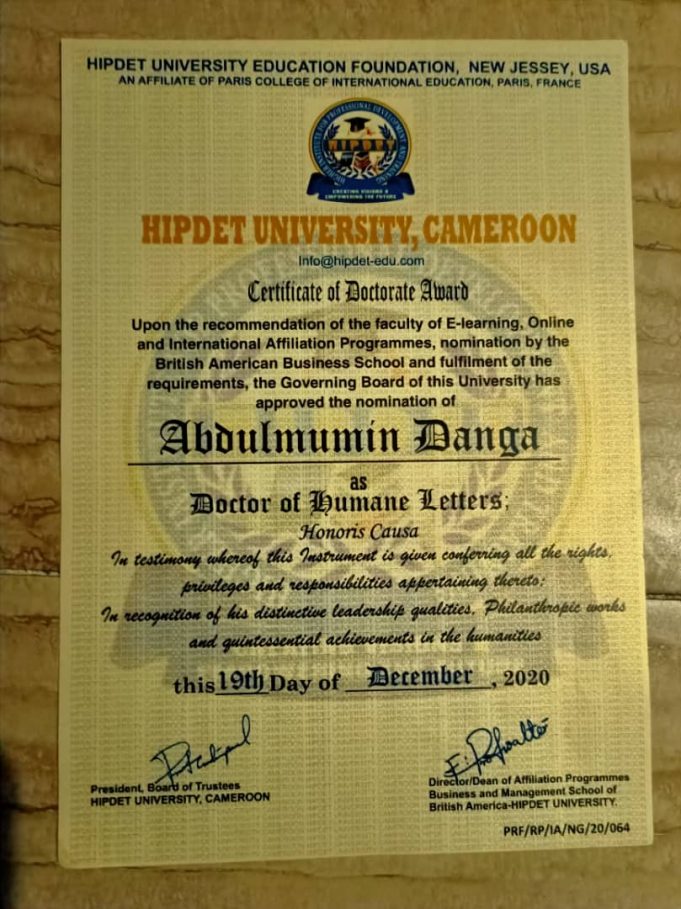 HIPDET UNIVERSITY EDUCATION FOUNDATION, NEW JESSEY, USA
AN AFFILIATE OF PARIS COLLEGE OF INTERNATIONAL EDUCATION, PARIS, FRANCE
HIGHER INSTITUTE FOR PROFESSIONAL DEVELOPMENT AND TRAINING
HIPDET
CREATING VISIONS &
EMPOWERING THE FUTURE
HIPDET UNIVERSITY, CAMEROON
Info@hipdet-edu.com
Certificate of Doctorate Award
Upon the recommendation of the faculty of E-learning, Online
and International Affiliation Programmes, nomination by the
British American Business School and fulfilment of the
requirements, the Governing Board of this University has
approved the nomination of
Abdulmumin Danga
as
Doctor of Humane Letters;
Honoris Causa
In testimony whereof this Instrument is given conferring all the rights,
privileges and responsibilities appertaining thereto;
In recognition of his distinctive leadership qualities, Philanthropic works
and quintessential achievements in the humanities
this 19th Day of December, 2020
President, Board of Trustees
HIPDET UNIVERSITY, CAMEROON
Director/Dean of Affiliation Programmes
Business and Management School of
British America-HIPDET UNIVERSITY.
PRF/RP/IA/NG/20/064